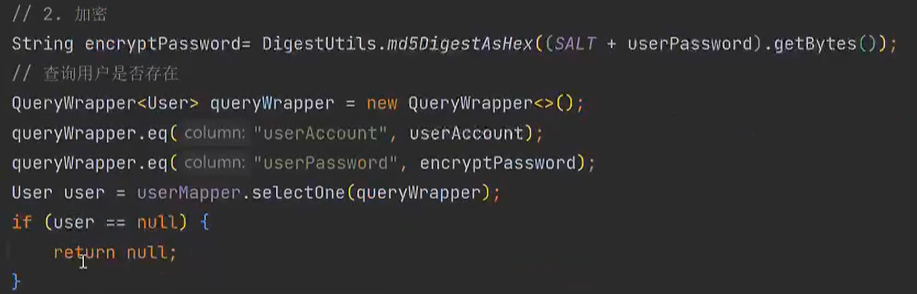 // 2. 加密
String encryptPassword= DigestUtils.md5DigestAsHex((SALT + userPassword).getBytes());
// 查询用户是否存在
QueryWrapper<User> queryWrapper = new QueryWrapper<>();
queryWrapper.eq( column: "userAccount", userAccount);
queryWrapper.eq( column: "userPassword", encryptPassword);
User user = userMapper.selectOne(queryWrapper);
if (user == null) {
    return null;
}